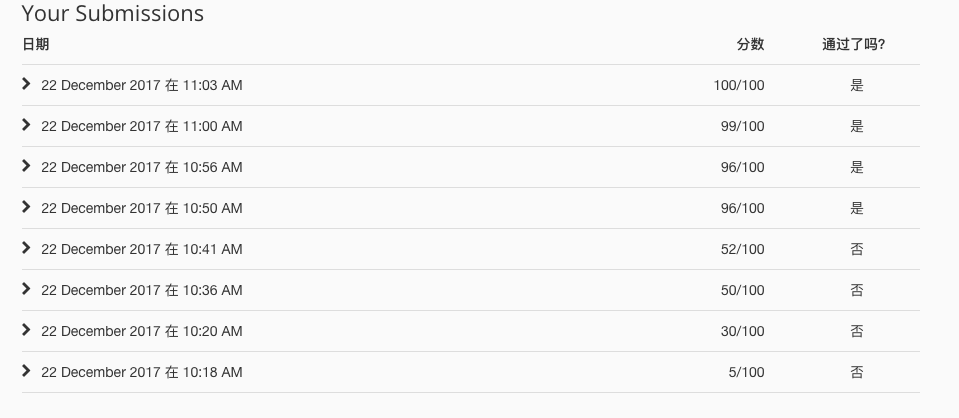 Your Submissions
日期 分数 通过了吗?
22 December 2017 在 11:03 AM 100/100 是
22 December 2017 在 11:00 AM 99/100 是
22 December 2017 在 10:56 AM 96/100 是
22 December 2017 在 10:50 AM 96/100 是
22 December 2017 在 10:41 AM 52/100 否
22 December 2017 在 10:36 AM 50/100 否
22 December 2017 在 10:20 AM 30/100 否
22 December 2017 在 10:18 AM 5/100 否